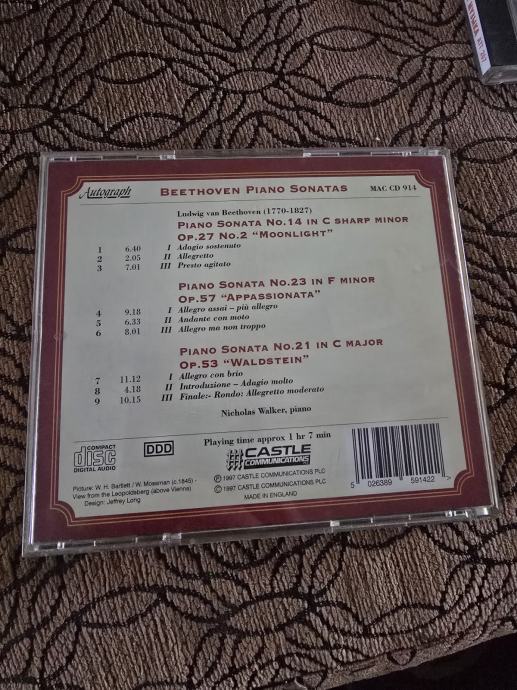 Autograph BEETHOVEN PIANO SONATAS MAC CD 914
Ludwig van Beethoven (1770-1827)
PIANO SONATA NO.14 IN C SHARP MINOR
OP.27 NO.2 "MOONLIGHT"
1 6.40 I Adagio sostenuto
2 2.05 II Allegretto
3 7.01 III Presto agitato
PIANO SONATA NO.23 IN F MINOR
OP.57 "APPASSIONATA"
4 9.18 I Allegro assai – più allegro
5 6.33 II Andante con moto
6 8.01 III Allegro ma non troppo
PIANO SONATA NO.21 IN C MAJOR
OP.53 "WALDSTEIN"
7 11.12 I Allegro con brio
8 4.18 II Introduzione – Adagio molto
9 10.15 III Finale:- Rondo: Allegretto moderato
Nicholas Walker, piano
Playing time approx 1 hr 7 min
COMPACT
disc
DIGITAL AUDIO
DDD
CASTLE
COMMUNICATIONS
Ⓟ 1997 CASTLE COMMUNICATIONS PLC
© 1997 CASTLE COMMUNICATIONS PLC
MADE IN ENGLAND
Picture: W. H. Bartlett / W. Mossman (c.1845) -
View from the Leopoldsberg (above Vienna)
Design: Jeffrey Long
5 026389 591422